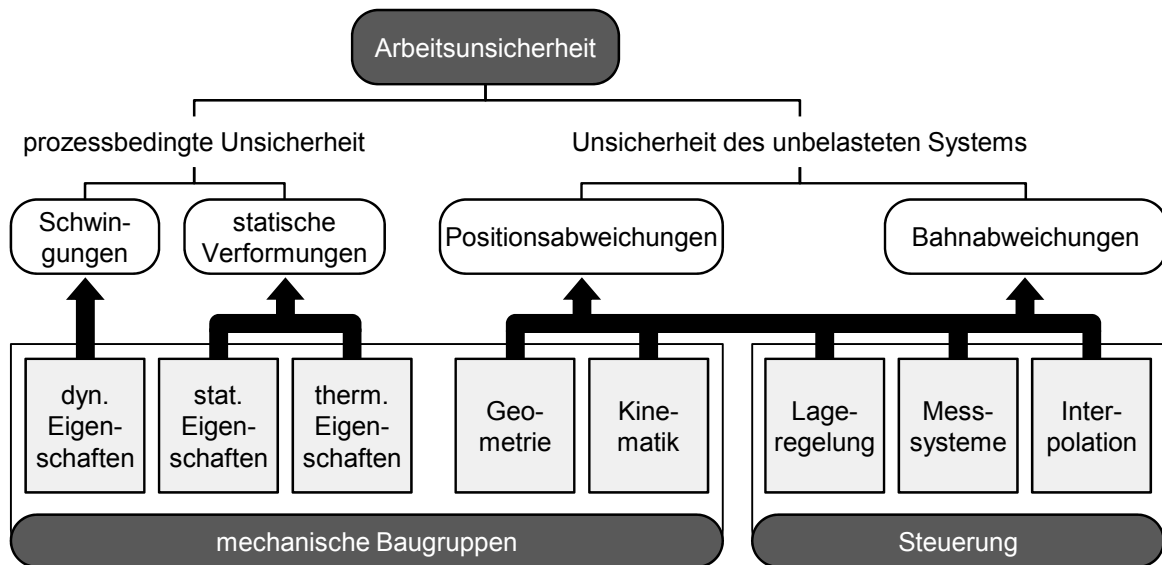 Arbeitsunsicherheit
prozessbedingte Unsicherheit
Unsicherheit des unbelasteten Systems
Schwin-
gungen
statische
Verformungen
Positionsabweichungen
Bahnabweichungen
dyn.
Eigen-
schaften
stat.
Eigen-
schaften
therm.
Eigen-
schaften
Geo-
metrie
Kine-
matik
Lage-
regelung
Mess-
systeme
Inter-
polation
mechanische Baugruppen
Steuerung